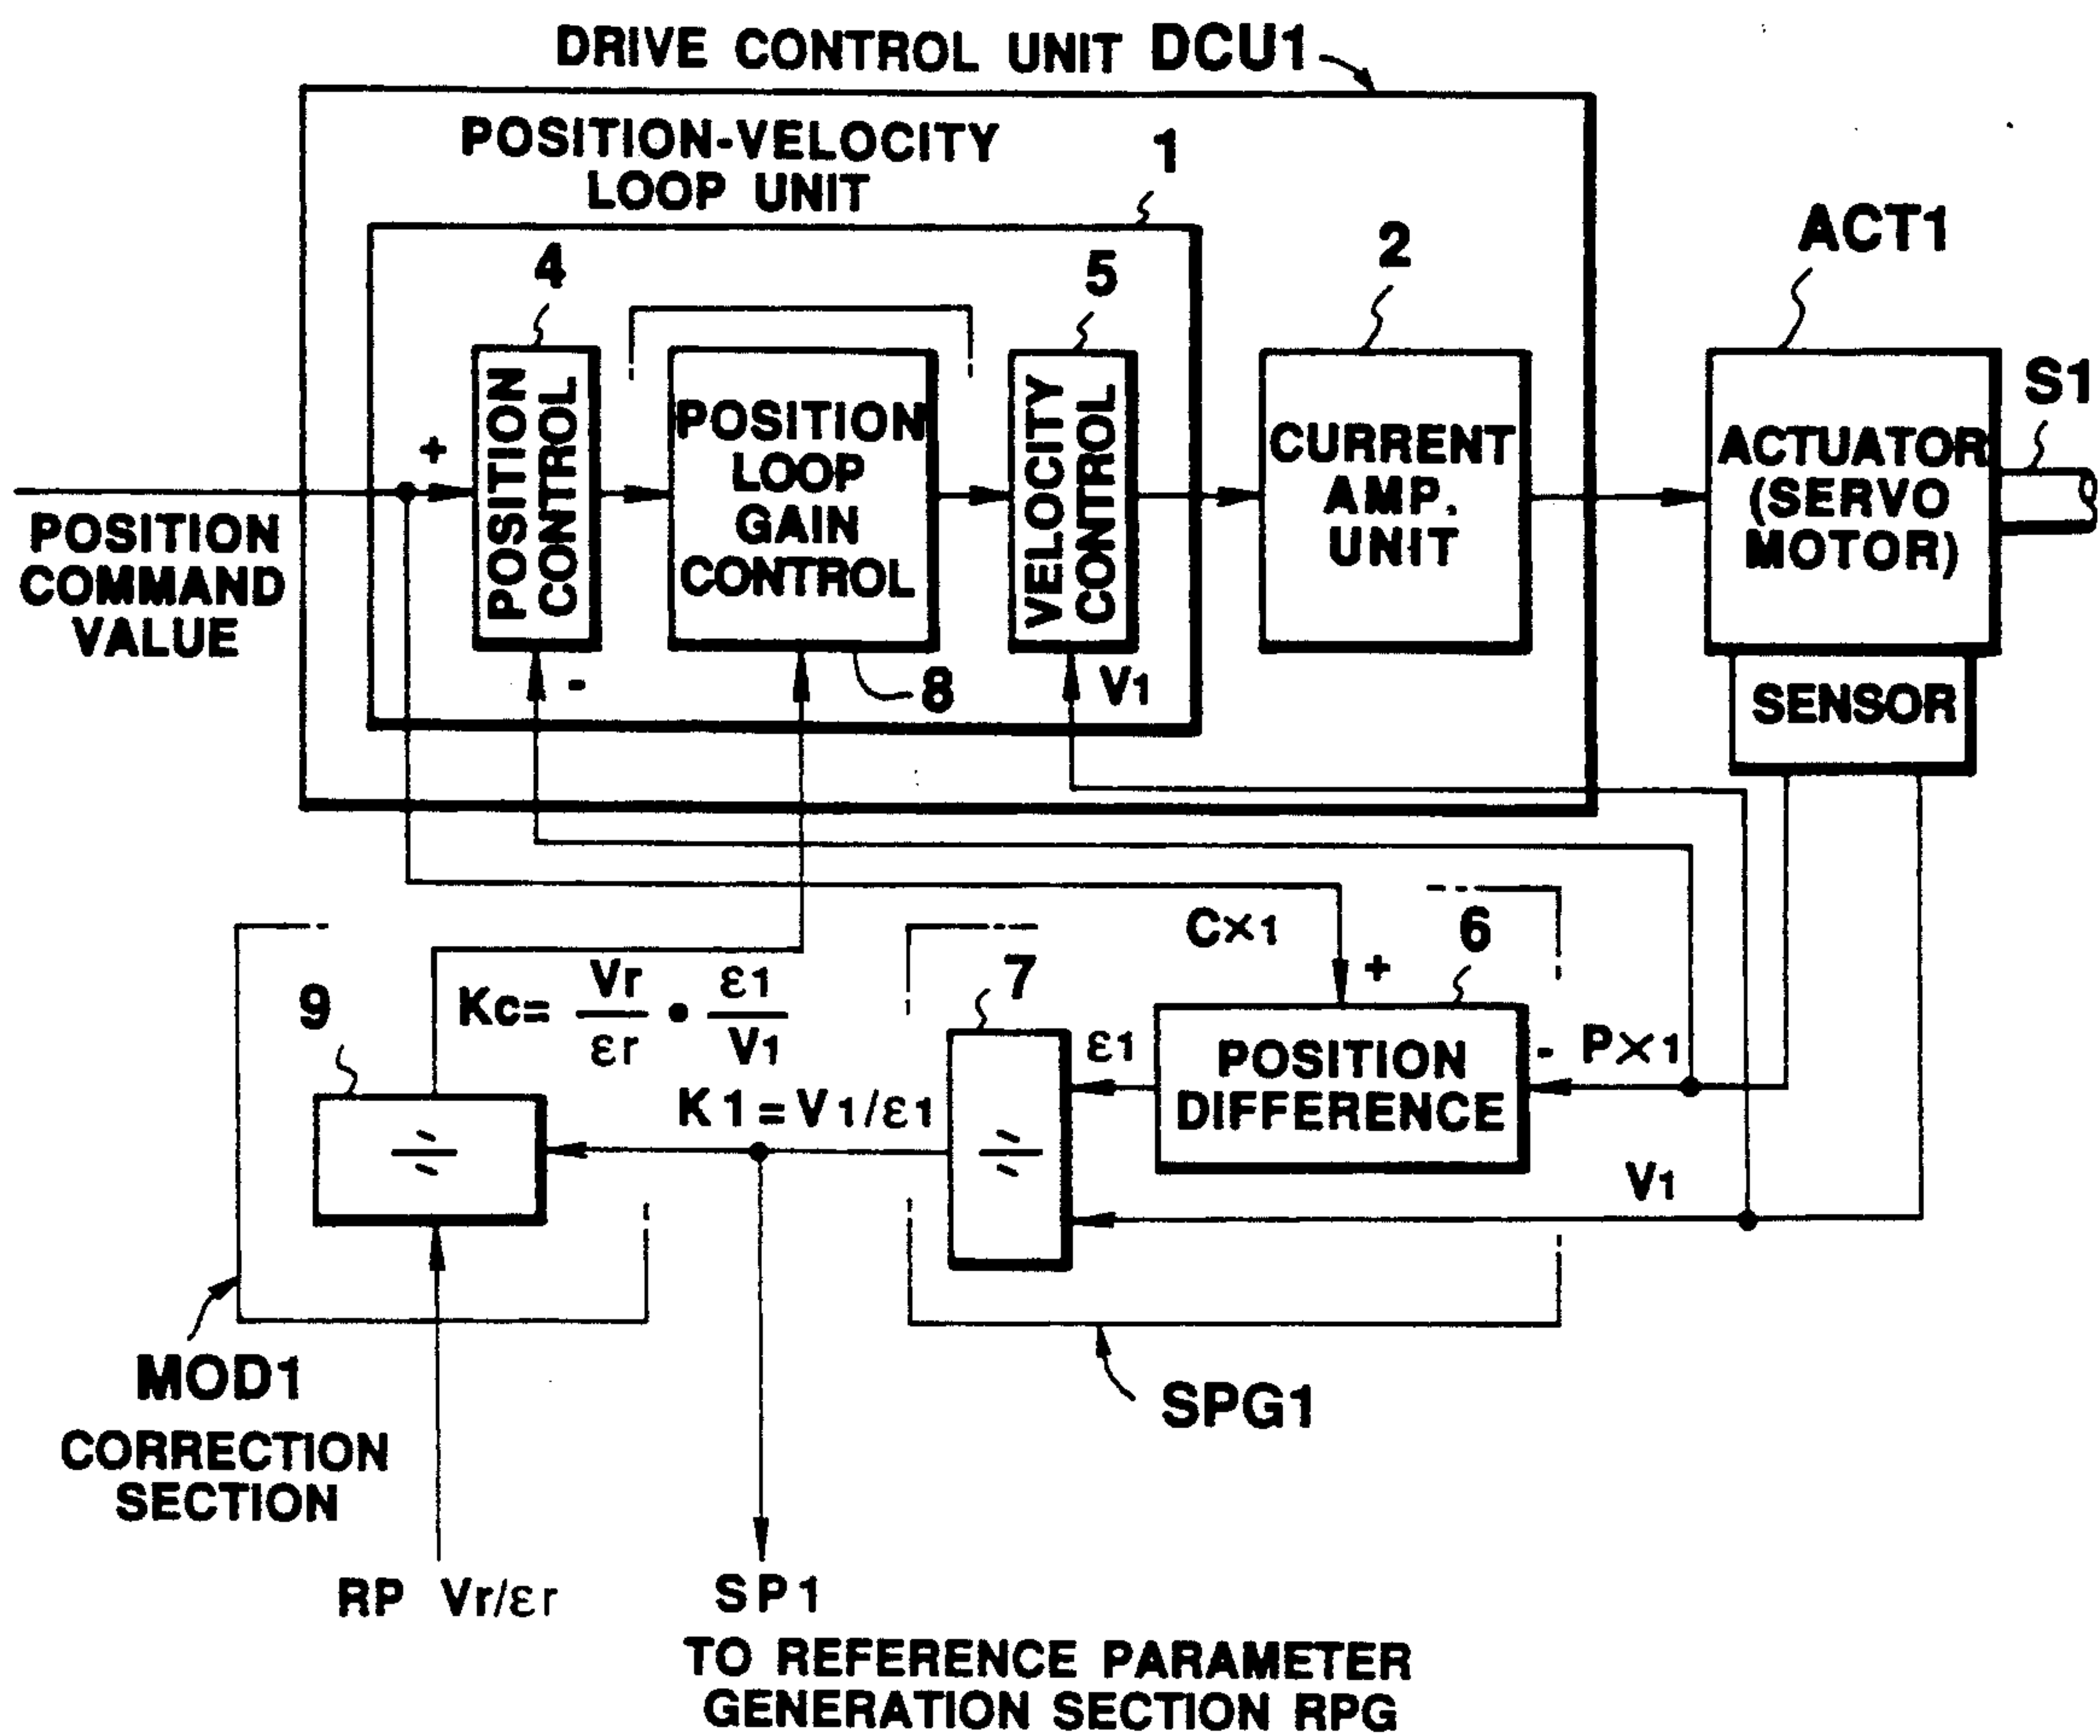 DRIVE CONTROL UNIT DCU1
POSITION-VELOCITY
LOOP UNIT
1
ACT1
4
5
2
S1
+
POSITION
CONTROL
POSITION
LOOP
GAIN
CONTROL
VELOCITY
CONTROL
CURRENT
AMP.
UNIT
ACTUATOR
(SERVO
MOTOR)
POSITION
COMMAND
VALUE
-
8
V1
SENSOR
C×1
+
6
7
9
Kc= Vr/εr • ε1/V1
ε1
POSITION
DIFFERENCE
- P×1
K1=V1/ε1
÷
÷
V1
MOD1
CORRECTION
SECTION
SPG1
RP Vr/εr
SP1
TO REFERENCE PARAMETER
GENERATION SECTION RPG